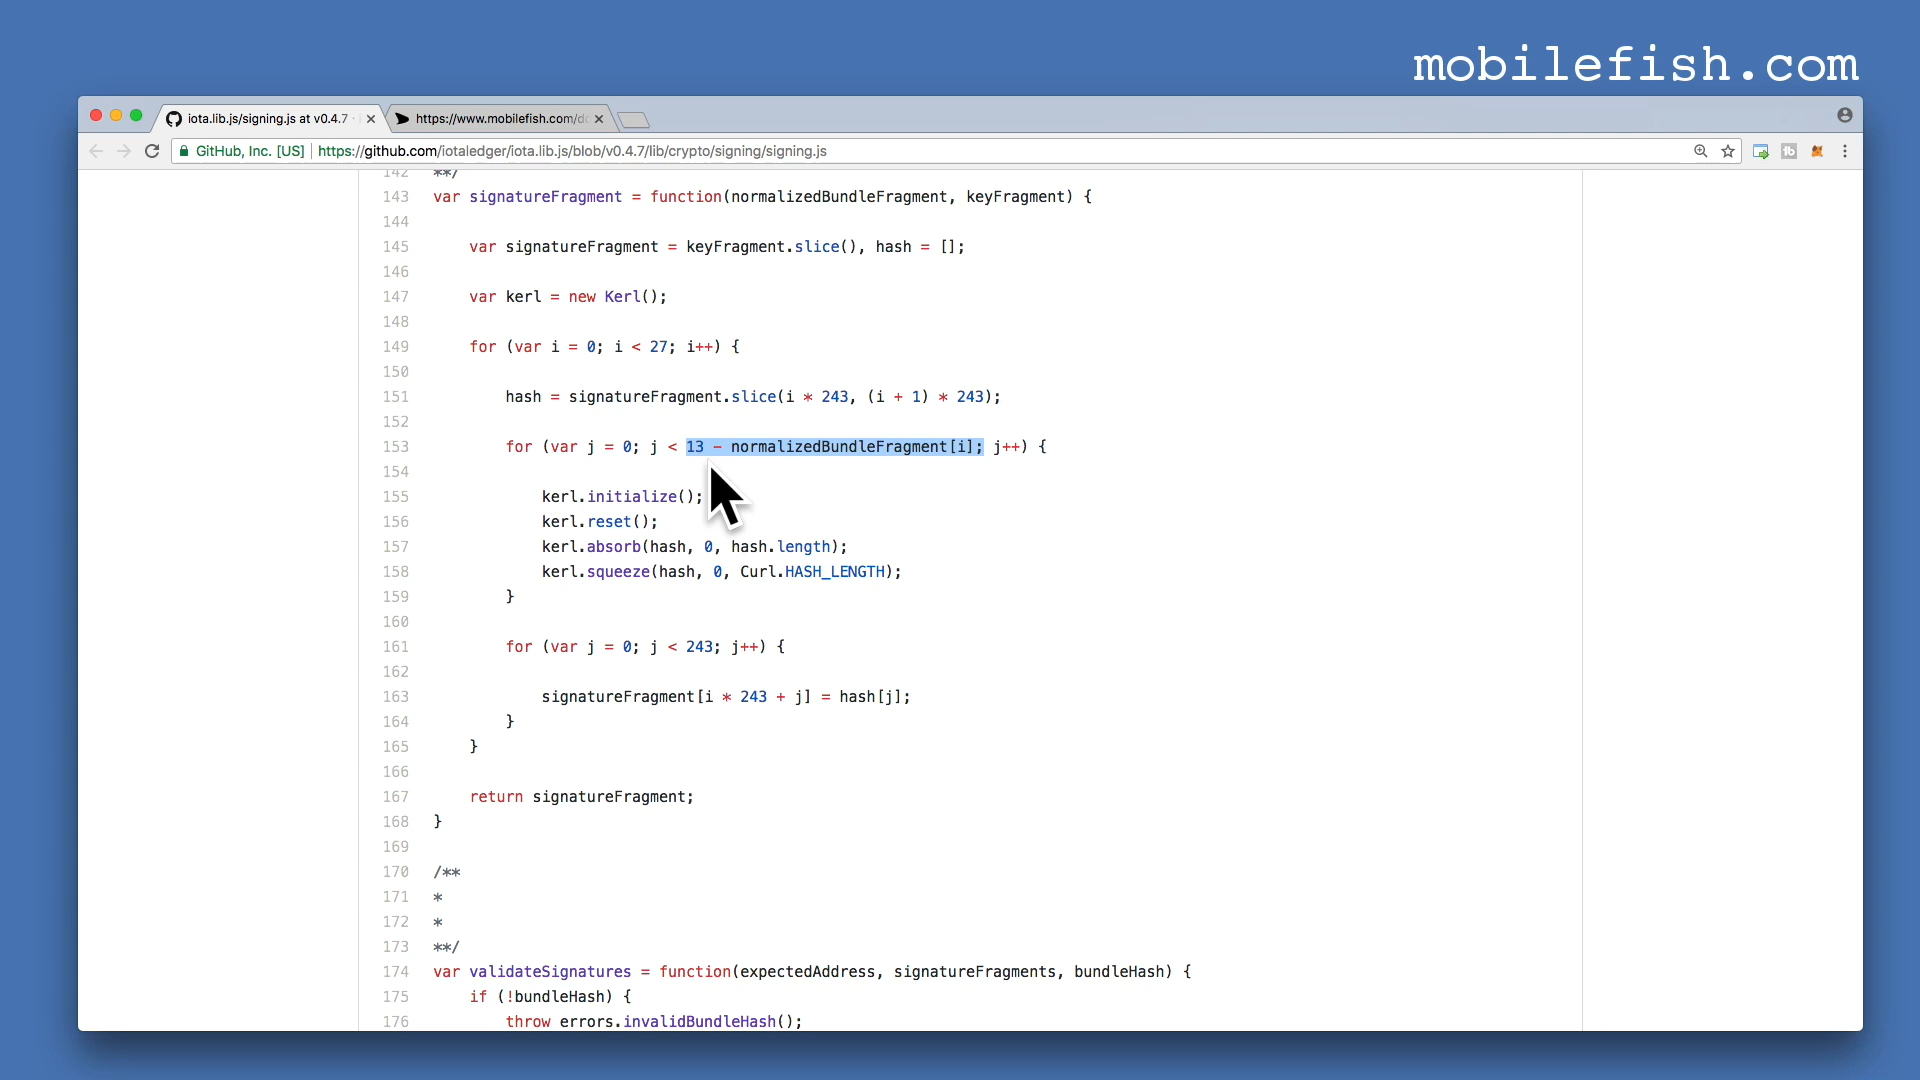 mobilefish.com
iota.lib.js/signing.js at v0.4.7 ·
https://www.mobilefish.com/do
GitHub, Inc. [US] | https://github.com/iotaledger/iota.lib.js/blob/v0.4.7/lib/crypto/signing/signing.js
142 **/
143 var signatureFragment = function(normalizedBundleFragment, keyFragment) {
144
145 var signatureFragment = keyFragment.slice(), hash = [];
146
147 var kerl = new Kerl();
148
149 for (var i = 0; i < 27; i++) {
150
151 hash = signatureFragment.slice(i * 243, (i + 1) * 243);
152
153 for (var j = 0; j < 13 - normalizedBundleFragment[i]; j++) {
154
155 kerl.initialize();
156 kerl.reset();
157 kerl.absorb(hash, 0, hash.length);
158 kerl.squeeze(hash, 0, Curl.HASH_LENGTH);
159 }
160
161 for (var j = 0; j < 243; j++) {
162
163 signatureFragment[i * 243 + j] = hash[j];
164 }
165 }
166
167 return signatureFragment;
168 }
169
170 /**
171 *
172 *
173 **/
174 var validateSignatures = function(expectedAddress, signatureFragments, bundleHash) {
175 if (!bundleHash) {
176 throw errors.invalidBundleHash();